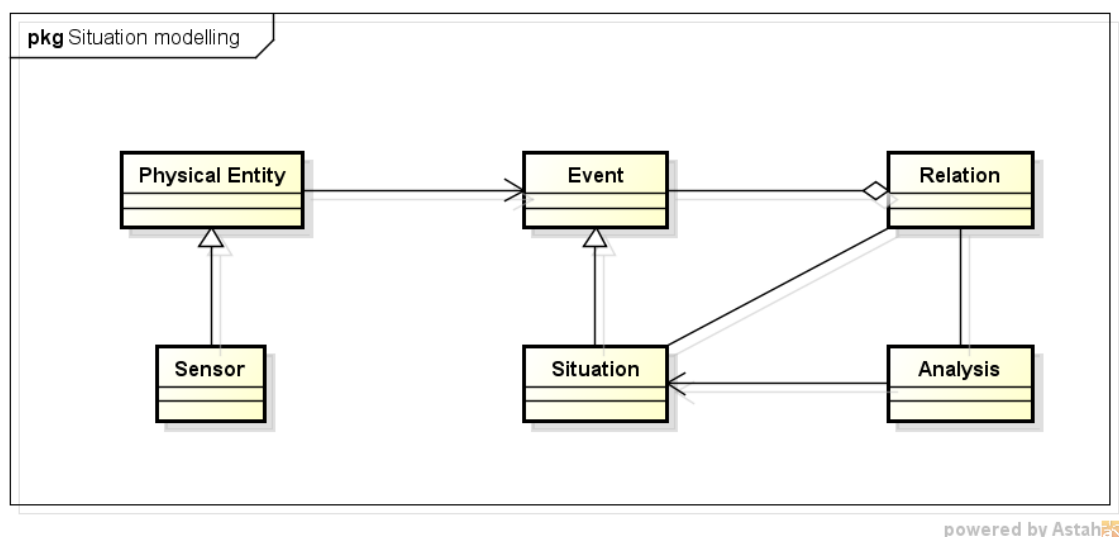 pkg Situation modelling
Physical Entity
Event
Relation
Sensor
Situation
Analysis
powered by Astah